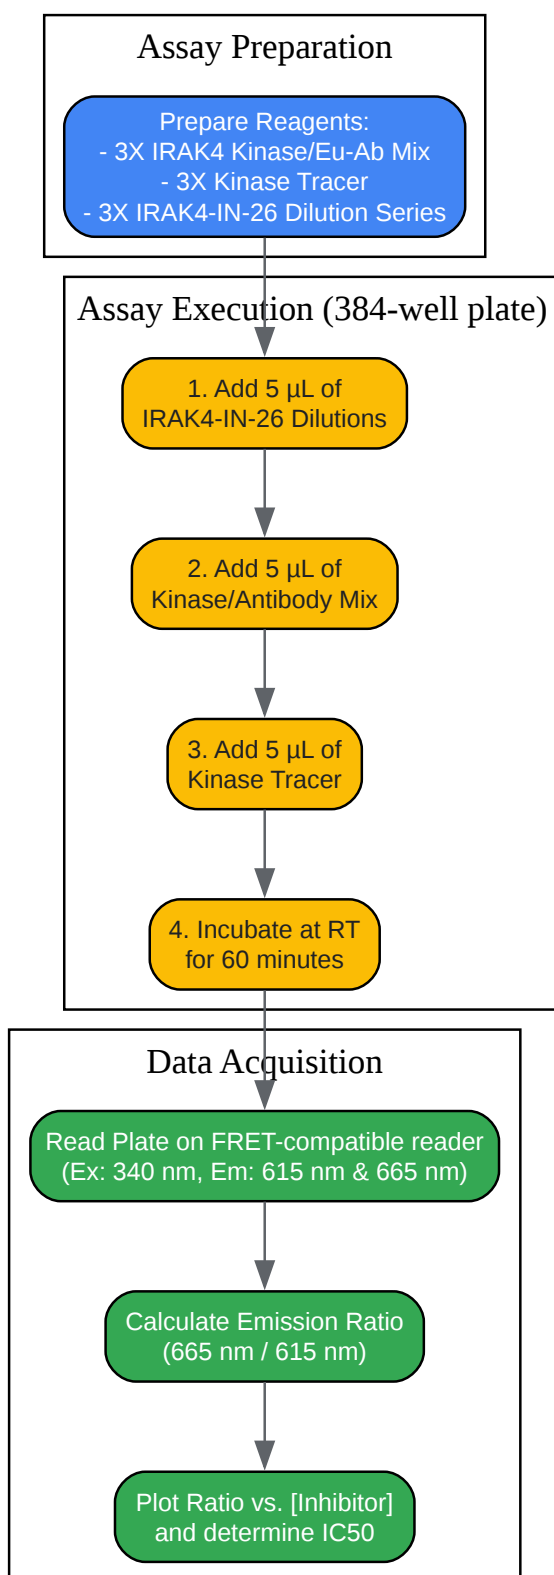 Assay Preparation
Prepare Reagents:
- 3X IRAK4 Kinase/Eu-Ab Mix
- 3X Kinase Tracer
- 3X IRAK4-IN-26 Dilution Series
Assay Execution (384-well plate)
1. Add 5 µL of
IRAK4-IN-26 Dilutions
2. Add 5 µL of
Kinase/Antibody Mix
3. Add 5 µL of
Kinase Tracer
4. Incubate at RT
for 60 minutes
Data Acquisition
Read Plate on FRET-compatible reader
(Ex: 340 nm, Em: 615 nm & 665 nm)
Calculate Emission Ratio
(665 nm / 615 nm)
Plot Ratio vs. [Inhibitor]
and determine IC50